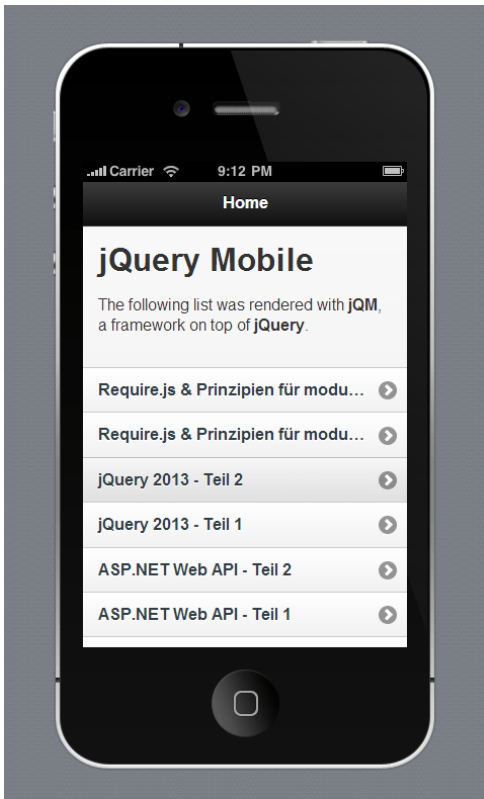 Carrier 9:12 PM
Home
jQuery Mobile
The following list was rendered with jQM,
a framework on top of jQuery.
Require.js & Prinzipien für modu...
Require.js & Prinzipien für modu...
jQuery 2013 - Teil 2
jQuery 2013 - Teil 1
ASP.NET Web API - Teil 2
ASP.NET Web API - Teil 1